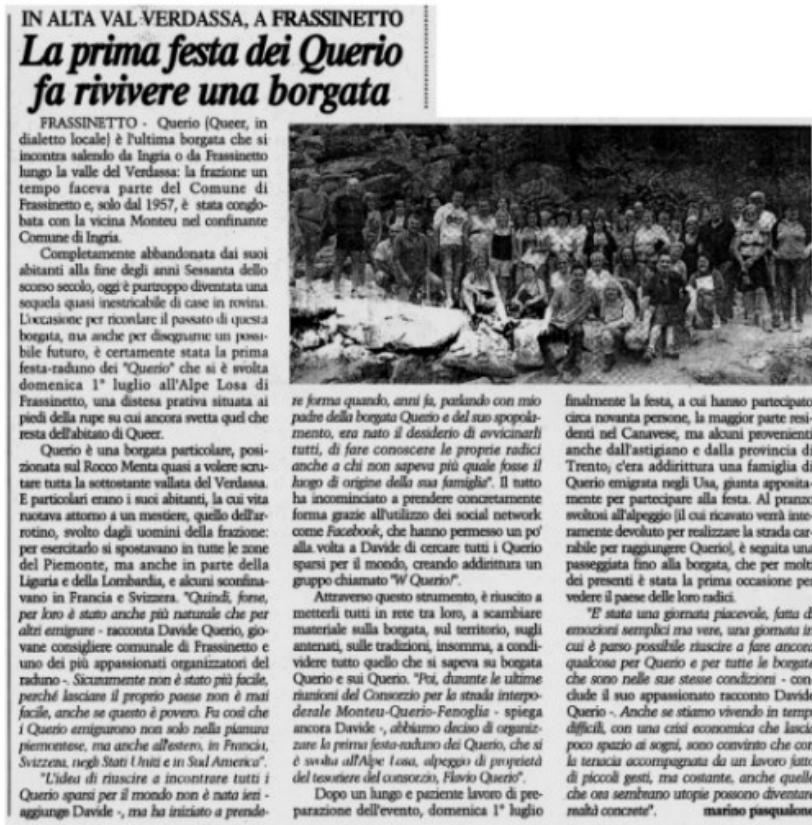 IN ALTA VAL VERDASSA, A FRASSINETTO
La prima festa dei Querio
fa rivivere una borgata
FRASSINETTO - Querio (Queer, in
dialetto locale) è l'ultima borgata che si
incontra salendo da Ingria o da Frassinetto
lungo la valle del Verdassa: la frazione un
tempo faceva parte del Comune di
Frassinetto e, solo dal 1957, è stata conglo-
bata con la vicina Monteu nel confinante
Comune di Ingria.
Completamente abbandonata dai suoi
abitanti alla fine degli anni Sessanta dello
scorso secolo, oggi è purtroppo diventata una
sequela quasi inestricabile di case in rovina.
L'occasione per ricordare il passato di questa
borgata, ma anche per disegnarne un possi-
bile futuro, è certamente stata la prima
festa-raduno dei "Querio" che si è svolta
domenica 1° luglio all'Alpe Losa di
Frassinetto, una distesa prativa situata ai
piedi della rupe su cui ancora svetta quel che
resta dell'abitato di Queer.
Querio è una borgata particolare, posi-
zionata sul Rocco Menta quasi a volere scru-
tare tutta la sottostante vallata del Verdassa.
E particolari erano i suoi abitanti, la cui vita
ruotava attorno a un mestiere, quello dell'ar-
rotino, svolto dagli uomini della frazione:
per esercitarlo si spostavano in tutte le zone
del Piemonte, ma anche in parte della
Liguria e della Lombardia, e alcuni sconfina-
vano in Francia e Svizzera. "Quindi, forse,
per loro è stato anche più naturale che per
altri emigrare - racconta Davide Querio, gio-
vane consigliere comunale di Frassinetto e
uno dei più appassionati organizzatori del
raduno -. Sicuramente non è stato più facile,
perché lasciare il proprio paese non è mai
facile, anche se questo è povero. Fu così che
i Querio emigrarono non solo nella pianura
piemontese, ma anche all'estero, in Francia,
Svizzera, negli Stati Uniti e in Sud America".
"L'idea di riuscire a incontrare tutti i
Querio sparsi per il mondo non è nata ieri -
aggiunge Davide -, ma ha iniziato a prende-
re forma quando, anni fa, parlando con mio
padre della borgata Querio e del suo spopola-
mento, era nato il desiderio di avvicinarli
tutti, di fare conoscere le proprie radici
anche a chi non sapeva più quale fosse il
luogo di origine della sua famiglia". Il tutto
ha incominciato a prendere concretamente
forma grazie all'utilizzo dei social network
come Facebook, che hanno permesso un po'
alla volta a Davide di cercare tutti i Querio
sparsi per il mondo, creando addirittura un
gruppo chiamato "W Querio!".
Attraverso questo strumento, è riuscito a
metterli tutti in rete tra loro, a scambiare
materiale sulla borgata, sul territorio, sugli
antenati, sulle tradizioni, insomma, a condi-
videre tutto quello che si sapeva su borgata
Querio e sui Querio. "Poi, durante le ultime
riunioni del Consorzio per la strada interpo-
derale Monteu-Querio-Fenoglia - spiega
ancora Davide -, abbiamo deciso di organiz-
zare la prima festa-raduno dei Querio, che si
è svolta all'Alpe Losa, alpeggio di proprietà
del tesoriere del consorzio, Flavio Querio".
Dopo un lungo e paziente lavoro di pre-
parazione dell'evento, domenica 1° luglio
finalmente la festa, a cui hanno partecipato
circa novanta persone, la maggior parte resi-
denti nel Canavese, ma alcuni provenienti
anche dall'astigiano e dalla provincia di
Trento; c'era addirittura una famiglia di
Querio emigrata negli Usa, giunta apposita-
mente per partecipare alla festa. Al pranzo
svoltosi all'alpeggio (il cui ricavato verrà inte-
ramente devoluto per realizzare la strada car-
rabile per raggiungere Querio), è seguita una
passeggiata fino alla borgata, che per molti
dei presenti è stata la prima occasione per
vedere il paese delle loro radici.
"E' stata una giornata piacevole, fatta di
emozioni semplici ma vere, una giornata in
cui è parso possibile riuscire a fare ancora
qualcosa per Querio e per tutte le borgate
che sono nelle sue stesse condizioni - con-
clude il suo appassionato racconto Davide
Querio -. Anche se stiamo vivendo in tempi
difficili, con una crisi economica che lascia
poco spazio ai sogni, sono convinto che con
la tenacia accompagnata da un lavoro fatto
di piccoli gesti, ma costante, anche quelle
che ora sembrano utopie possono diventare
realtà concrete". marino pasqualone